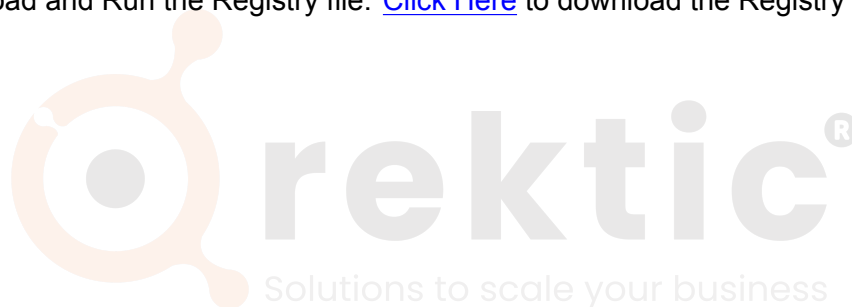 oad and Run the Registry file. Click Here to download the Registry
rektic®
Solutions to scale your business